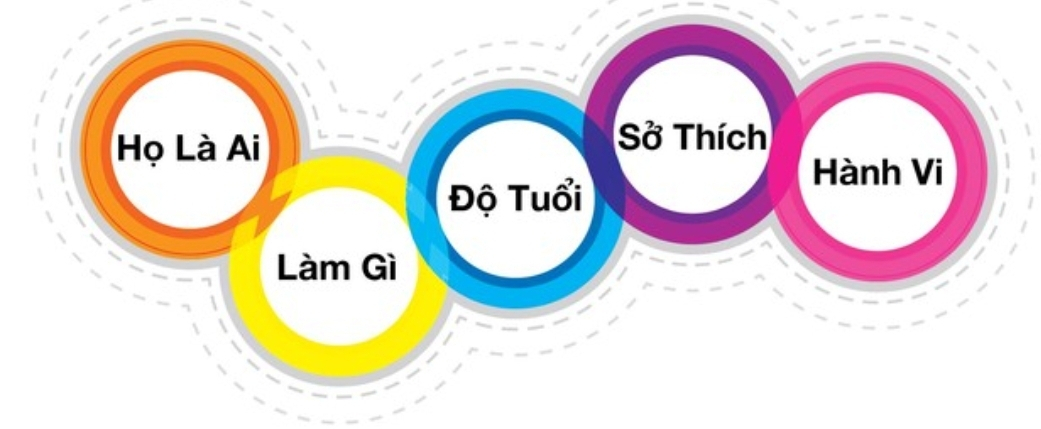 Họ Là Ai
Làm Gì
Độ Tuổi
Sở Thích
Hành Vi